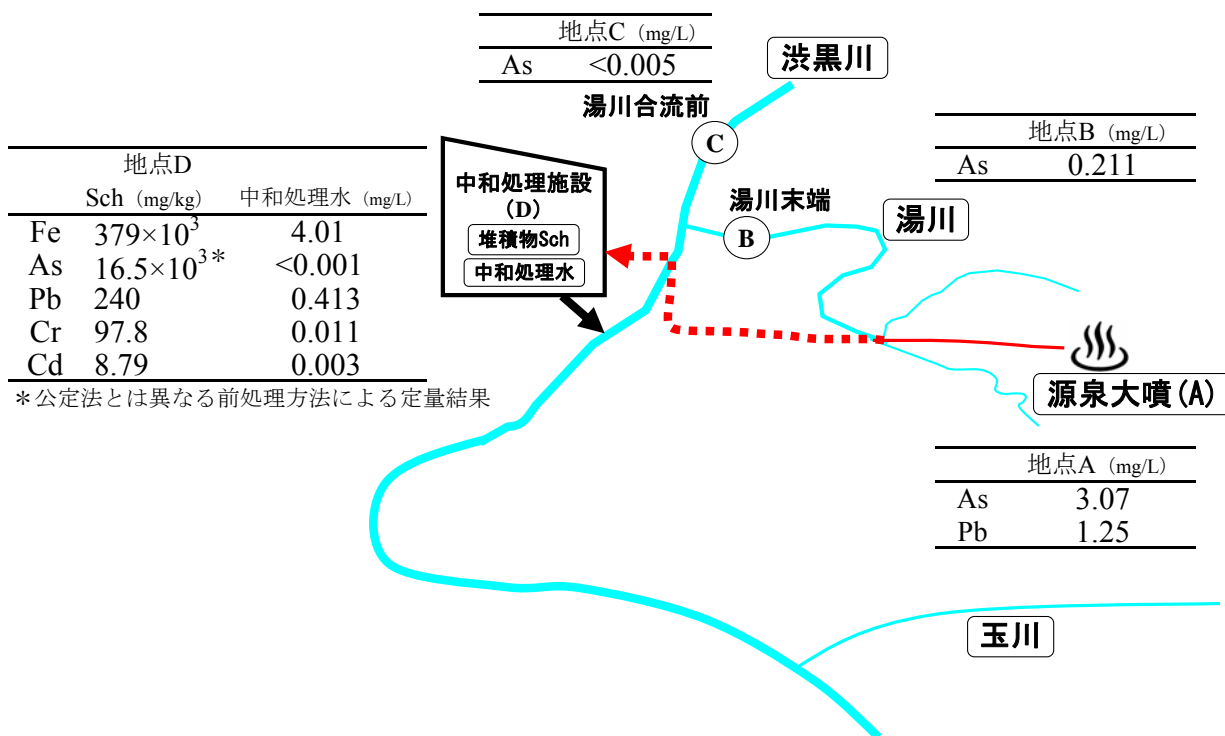 地点C (mg/L)
As <0.005
渋黒川
湯川合流前
C
地点B (mg/L)
As 0.211
地点D
Sch (mg/kg) 中和処理水 (mg/L)
Fe 379×10³ 4.01
As 16.5×10³* <0.001
Pb 240 0.413
Cr 97.8 0.011
Cd 8.79 0.003
*公定法とは異なる前処理方法による定量結果
中和処理施設
(D)
堆積物Sch
中和処理水
湯川末端
B
湯川
源泉大噴(A)
地点A (mg/L)
As 3.07
Pb 1.25
玉川